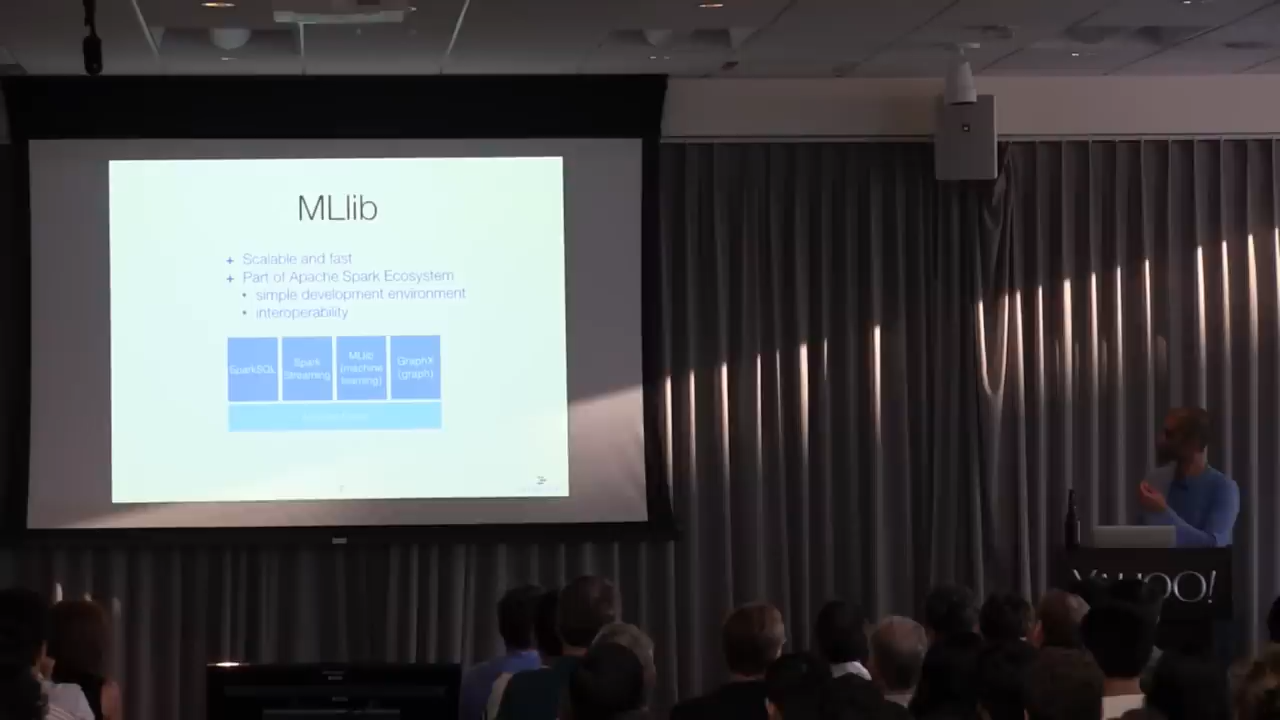 MLlib
+ Scalable and fast
+ Part of Apache Spark Ecosystem
• simple development environment
• interoperability
SparkSQL
Spark
Streaming
MLlib
(machine
learning)
GraphX
(graph)
YAHOO!